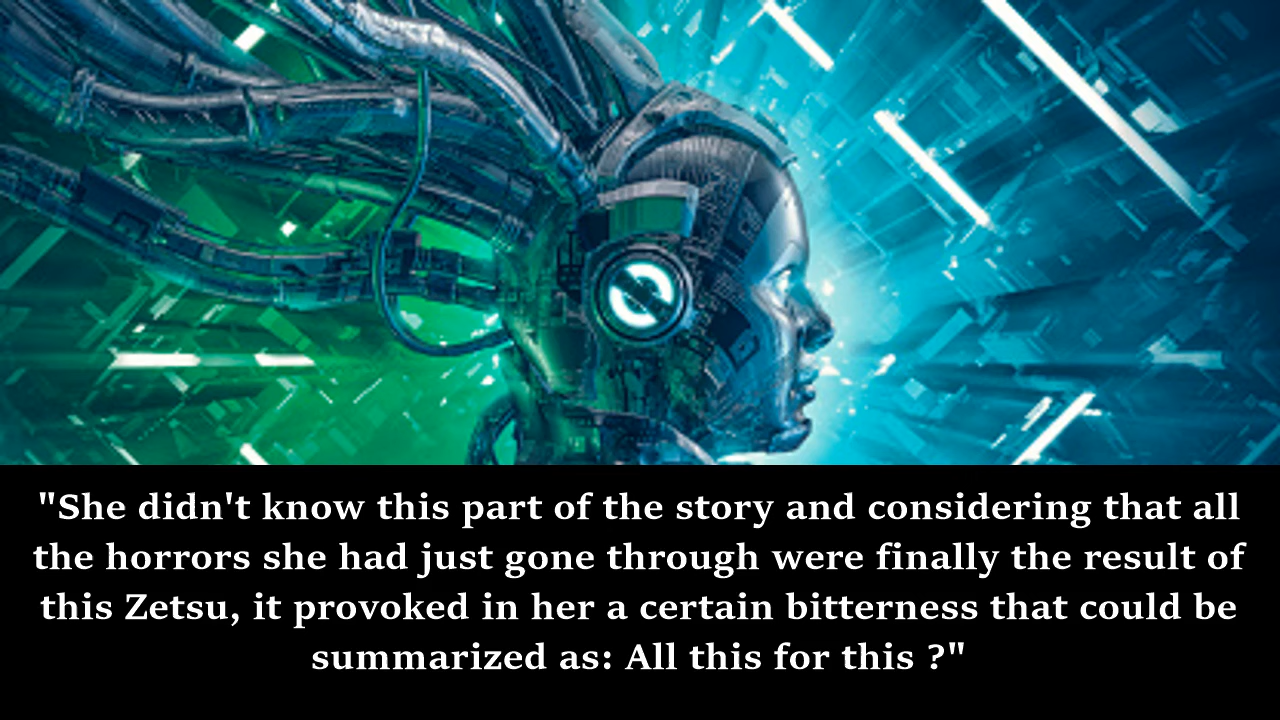 "She didn't know this part of the story and considering that all
the horrors she had just gone through were finally the result of
this Zetsu, it provoked in her a certain bitterness that could be
summarized as: All this for this ?"